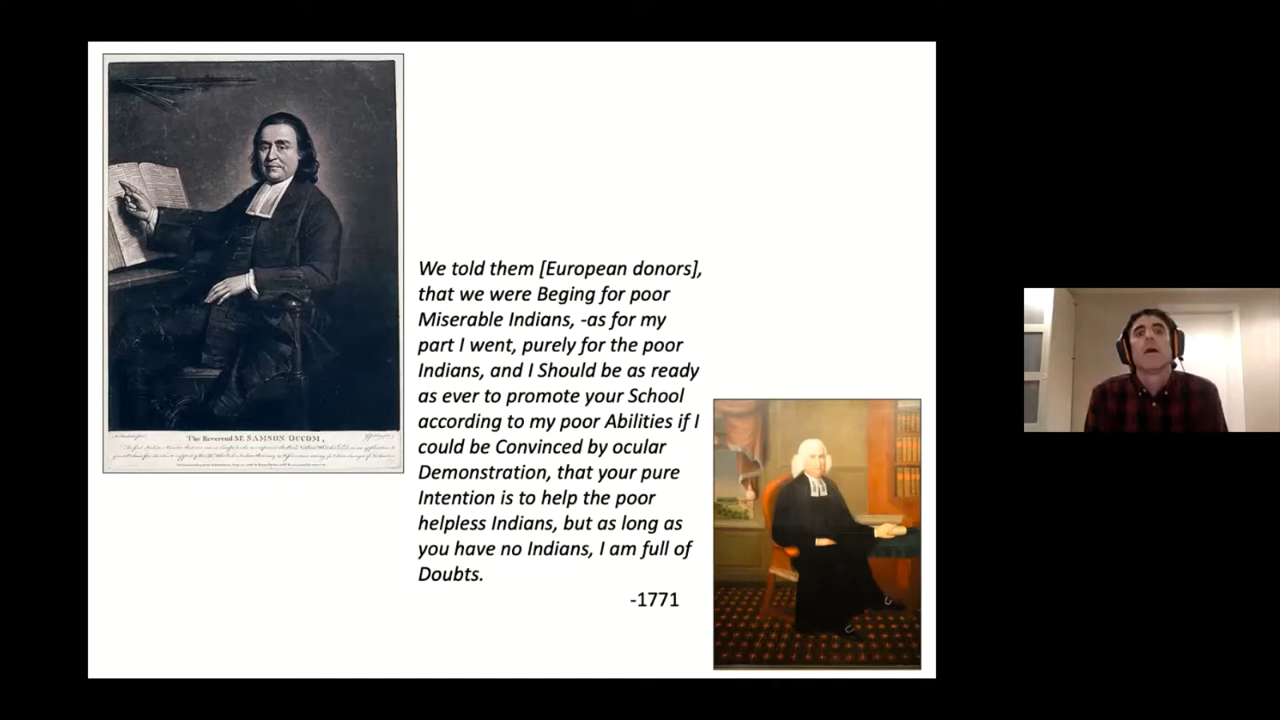 The Reverend Mr. SAMSON OCCOM,
We told them [European donors],
that we were Beging for poor
Miserable Indians, -as for my
part I went, purely for the poor
Indians, and I Should be as ready
as ever to promote your School
according to my poor Abilities if I
could be Convinced by ocular
Demonstration, that your pure
Intention is to help the poor
helpless Indians, but as long as
you have no Indians, I am full of
Doubts.
-1771